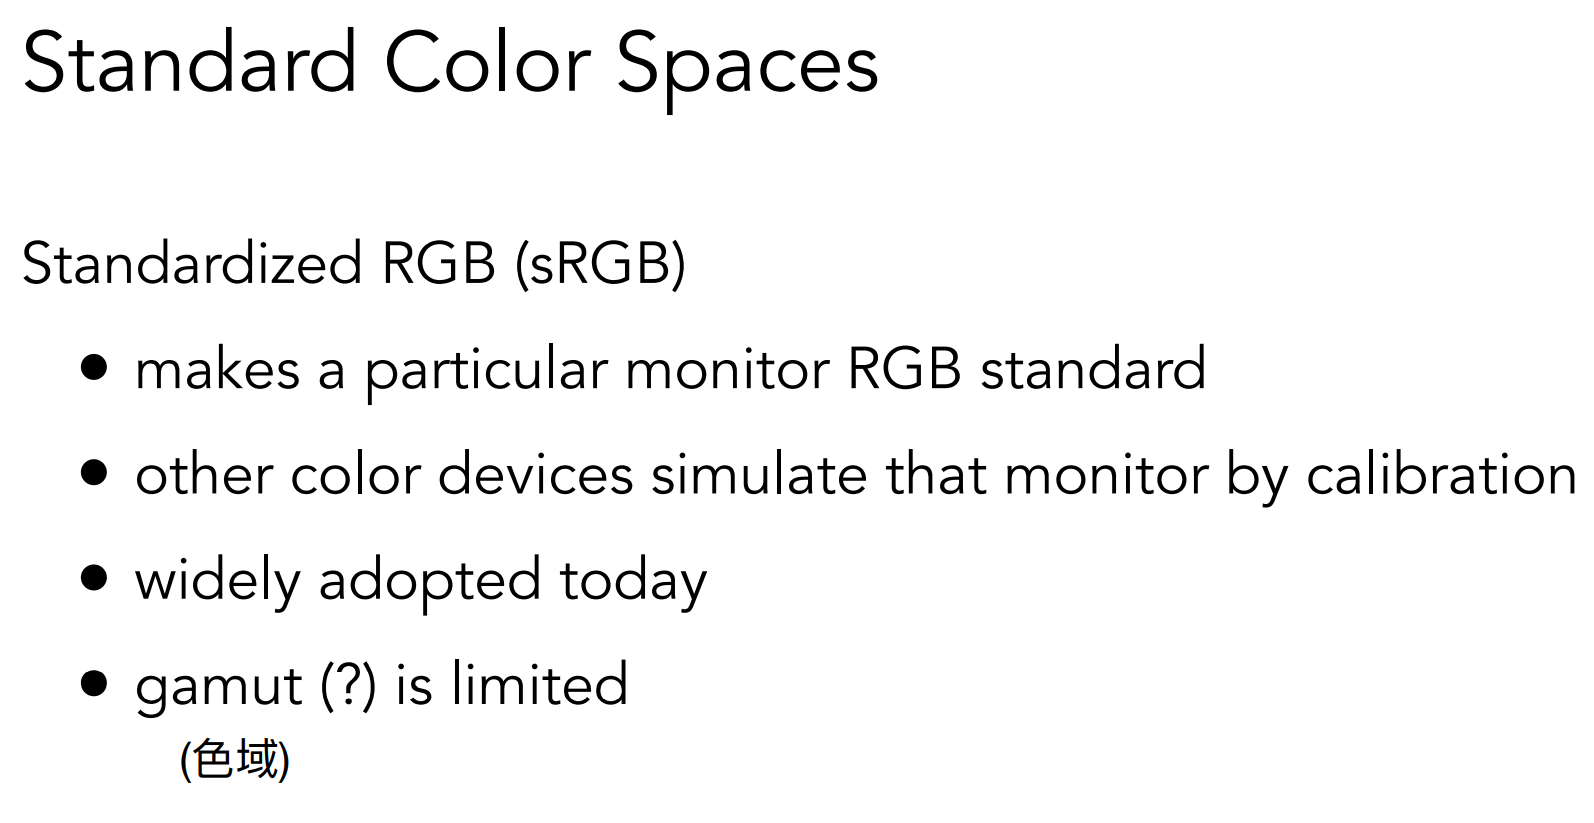 Standard Color Spaces
Standardized RGB (sRGB)
• makes a particular monitor RGB standard
• other color devices simulate that monitor by calibration
• widely adopted today
• gamut (?) is limited
(色域)